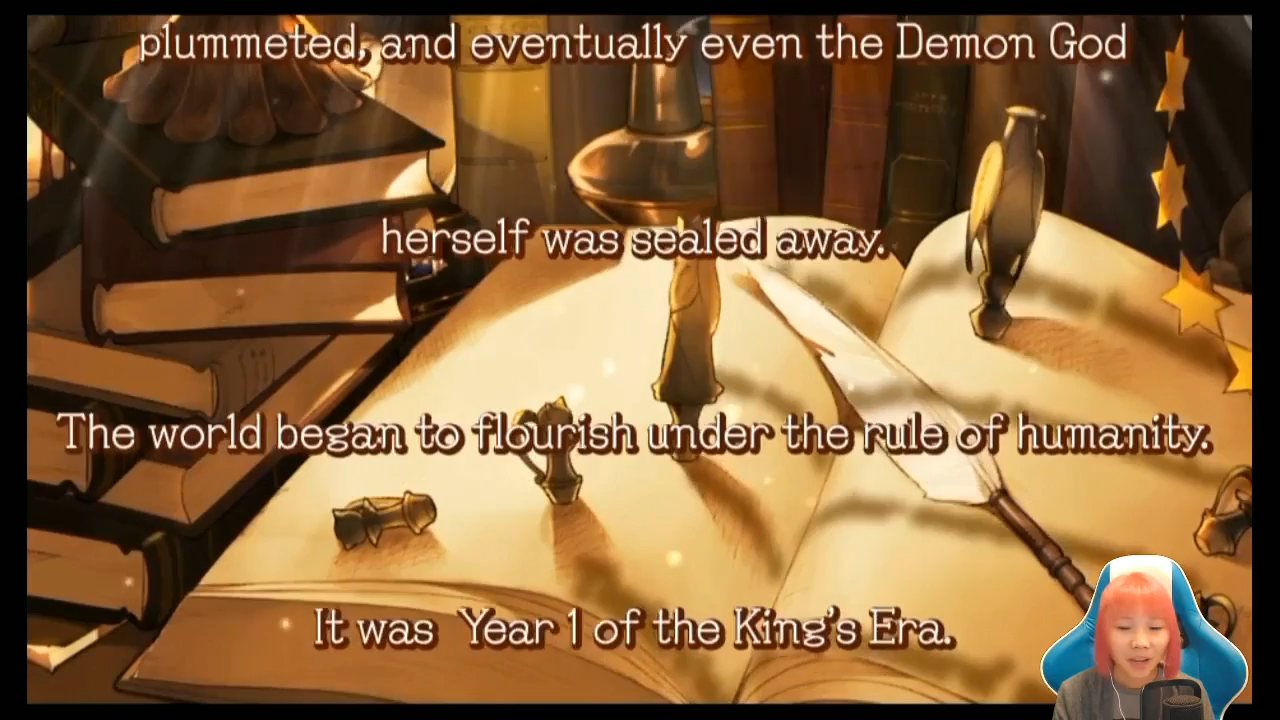 plummeted, and eventually even the Demon God
herself was sealed away.
The world began to flourish under the rule of humanity.
It was Year 1 of the King's Era.